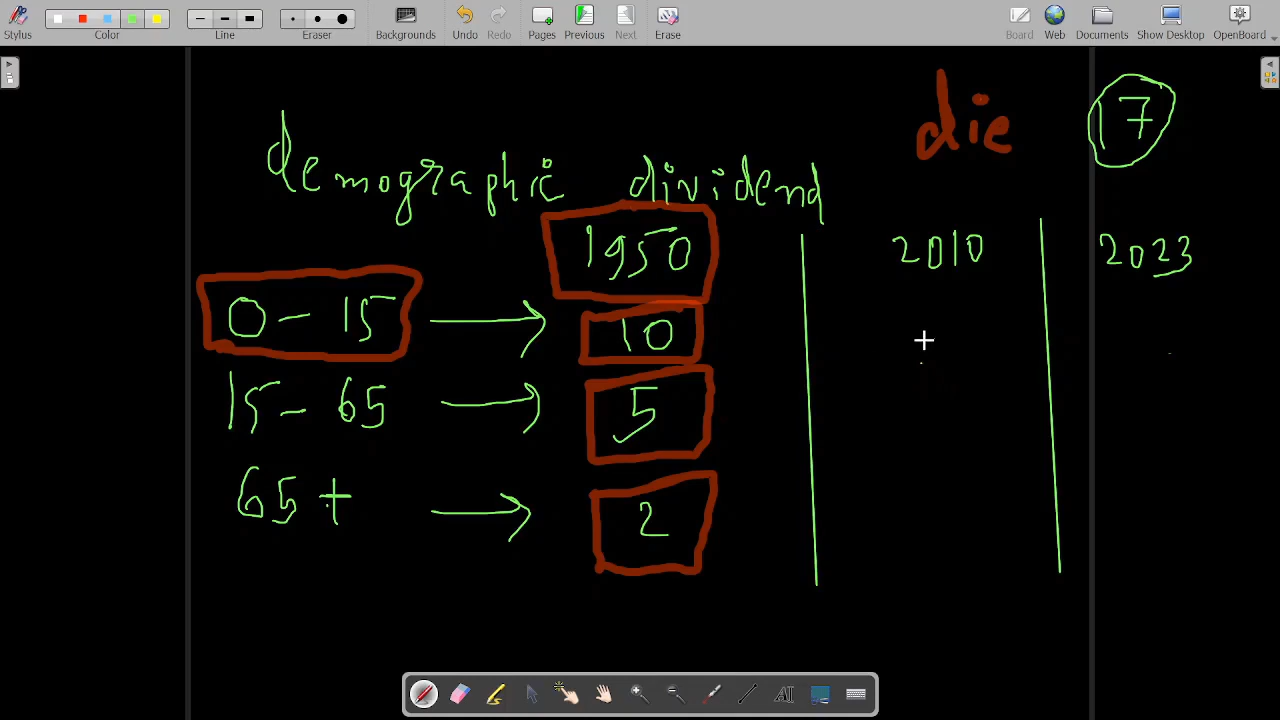 Stylus Color Line Eraser Backgrounds Undo Redo Pages Previous Next Erase Board Web Documents Show Desktop OpenBoard
die 17
demographic dividend
1950 2010 2023
0 - 15 → 10
15 - 65 → 5
65 + → 2